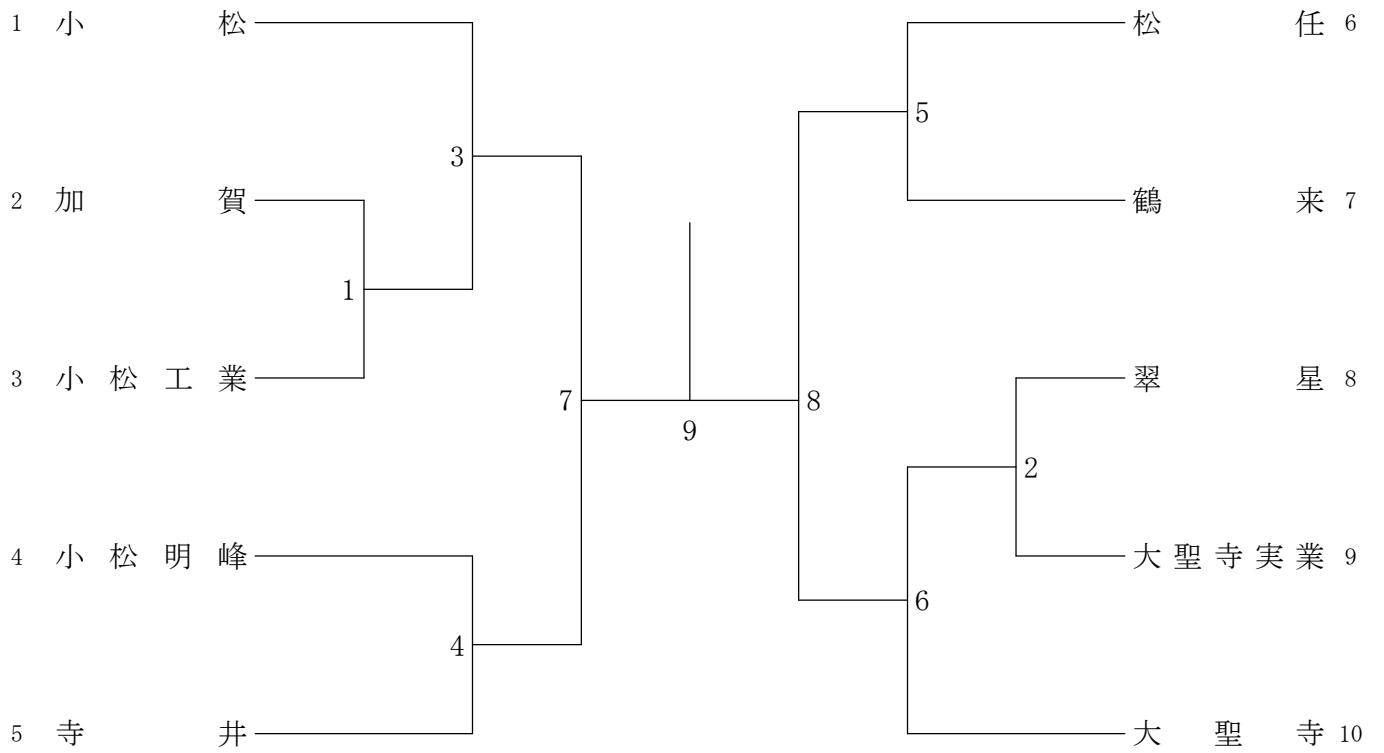 1 小松
2 加賀
3 小松工業
4 小松明峰
5 寺井
3
1
7
4
9
8
5
2
6
松任 6
鶴来 7
翠星 8
大聖寺実業 9
大聖寺 10